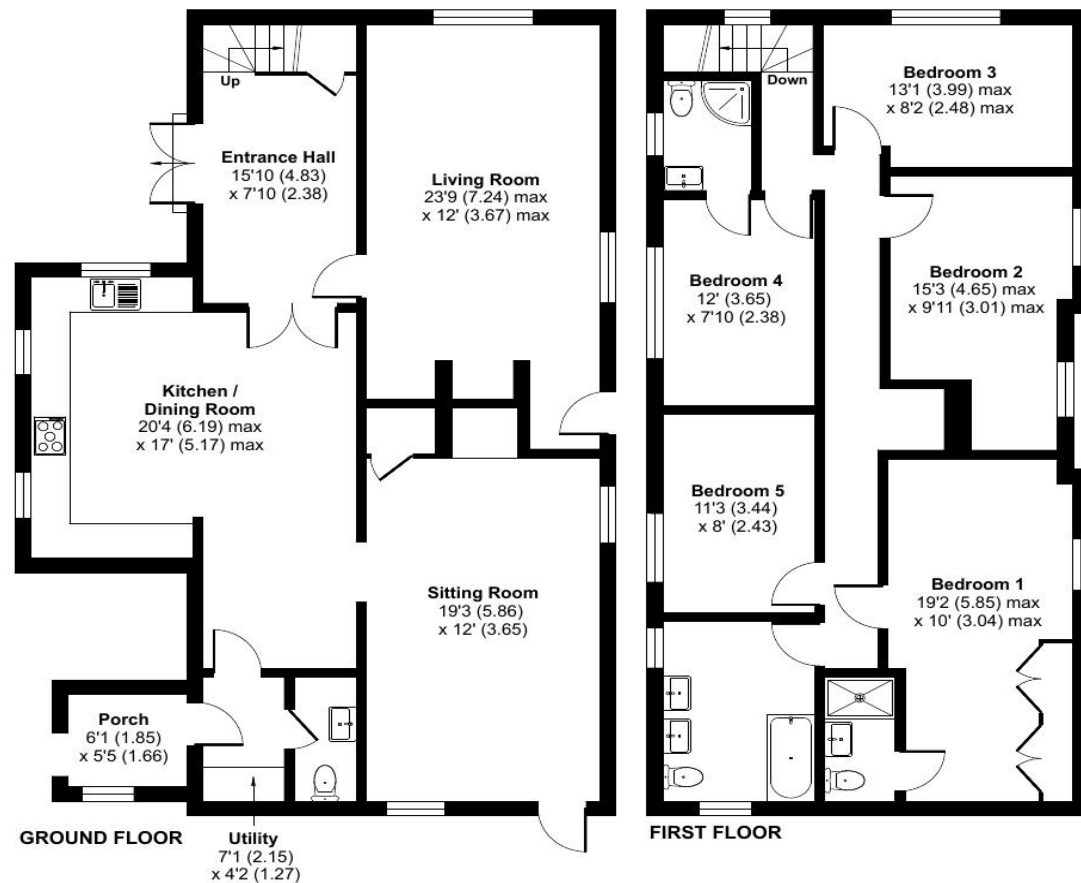 Up
Entrance Hall
15'10 (4.83)
x 7'10 (2.38)
Living Room
23'9 (7.24) max
x 12' (3.67) max
Kitchen /
Dining Room
20'4 (6.19) max
x 17' (5.17) max
Sitting Room
19'3 (5.86)
x 12' (3.65)
Porch
6'1 (1.85)
x 5'5 (1.66)
GROUND FLOOR
Utility
7'1 (2.15)
x 4'2 (1.27)
Down
Bedroom 3
13'1 (3.99) max
x 8'2 (2.48) max
Bedroom 4
12' (3.65)
x 7'10 (2.38)
Bedroom 2
15'3 (4.65) max
x 9'11 (3.01) max
Bedroom 5
11'3 (3.44)
x 8' (2.43)
Bedroom 1
19'2 (5.85) max
x 10' (3.04) max
FIRST FLOOR